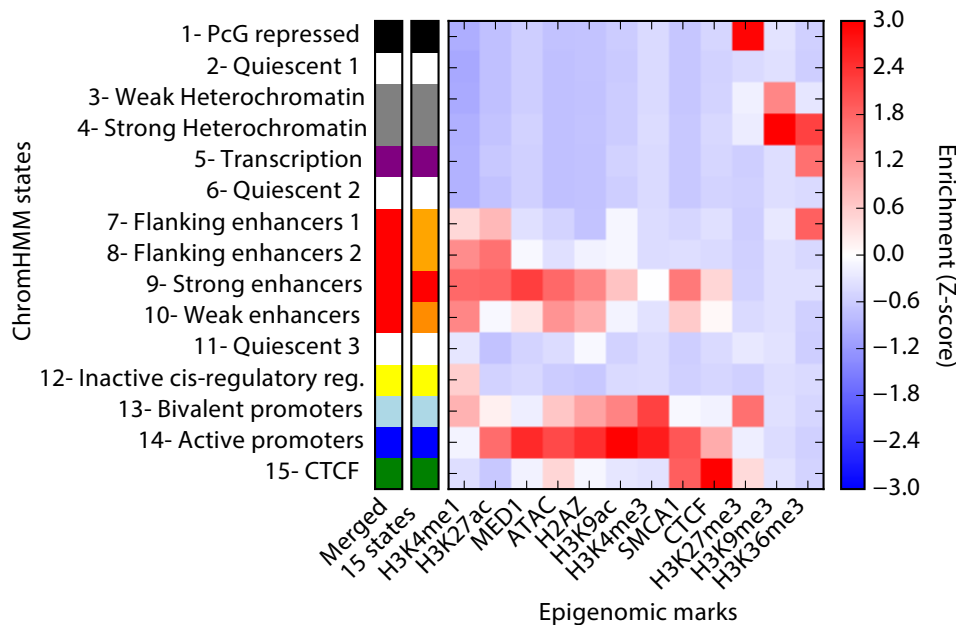 ChromHMM states
1- PcG repressed
2- Quiescent 1
3- Weak Heterochromatin
4- Strong Heterochromatin
5- Transcription
6- Quiescent 2
7- Flanking enhancers 1
8- Flanking enhancers 2
9- Strong enhancers
10- Weak enhancers
11- Quiescent 3
12- Inactive cis-regulatory reg.
13- Bivalent promoters
14- Active promoters
15- CTCF
Merged
15 states
H3K4me1
H3K27ac
MED1
ATAC
H2AZ
H3K9ac
H3K4me3
SMCA1
CTCF
H3K27me3
H3K9me3
H3K36me3
Epigenomic marks
3.0
2.4
1.8
1.2
0.6
0.0
−0.6
−1.2
−1.8
−2.4
−3.0
Enrichment (Z-score)